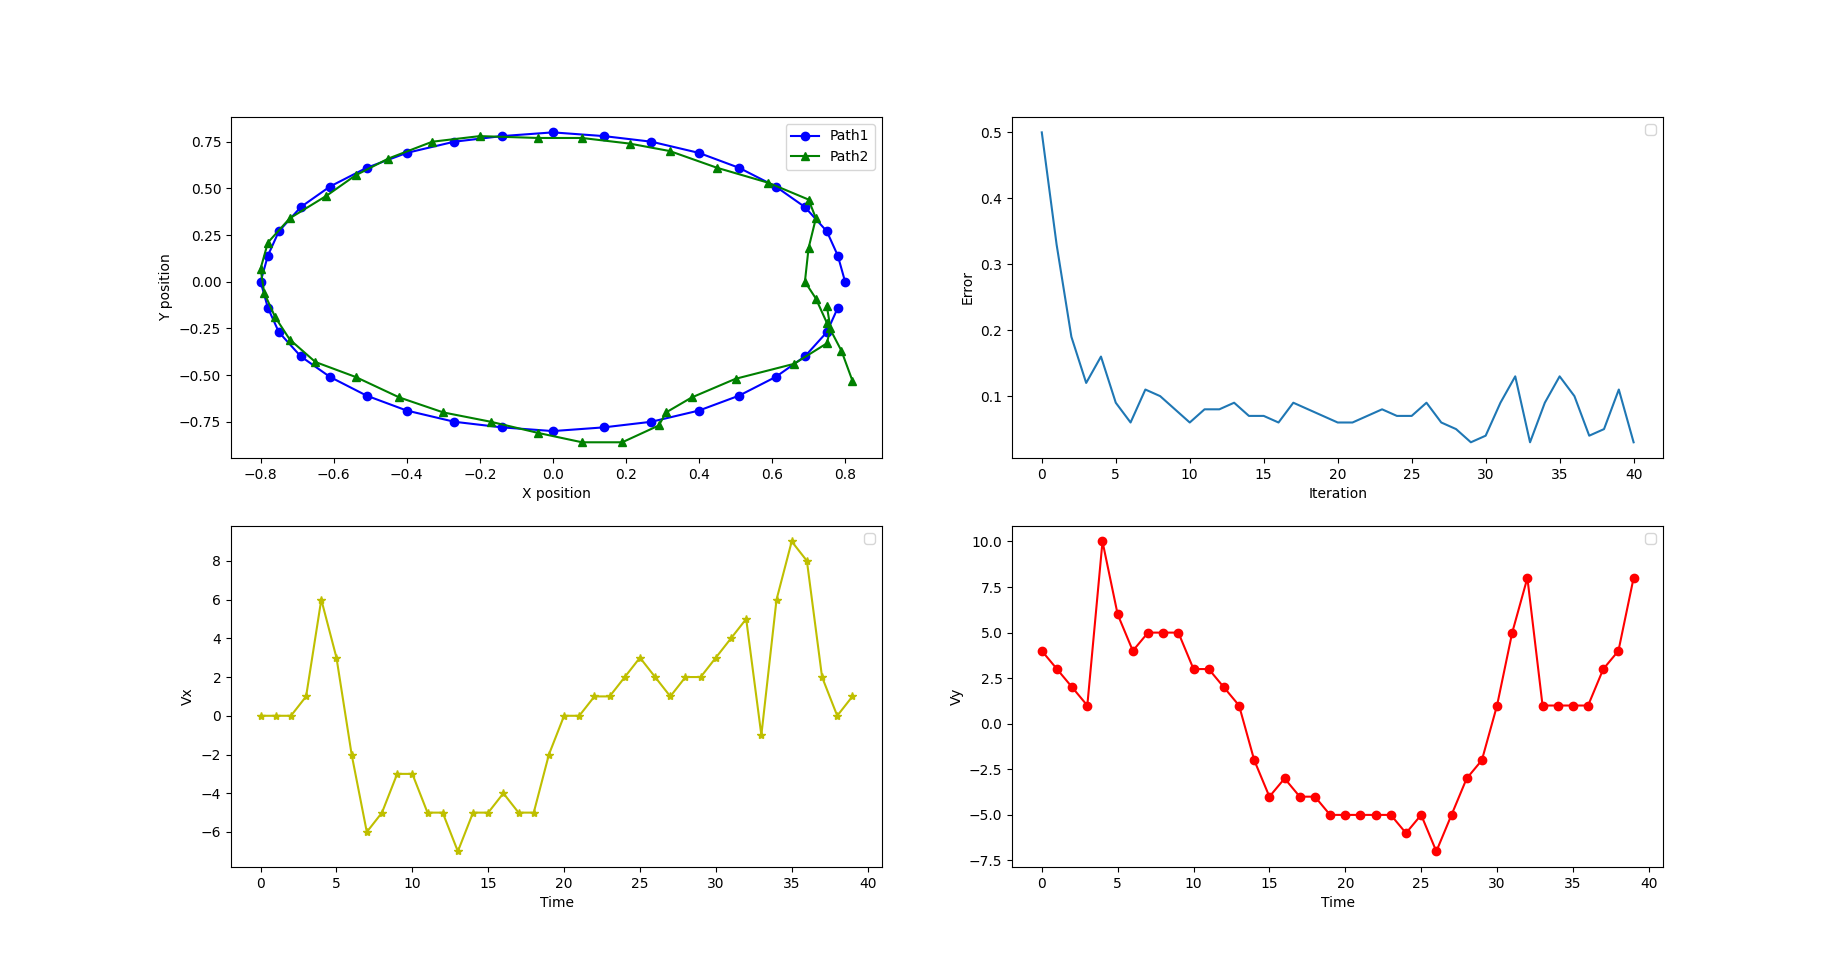 Path1
Path2
0.75
0.50
0.25
0.00
−0.25
−0.50
−0.75
Y position
−0.8 −0.6 −0.4 −0.2 0.0 0.2 0.4 0.6 0.8
X position
0.5
0.4
0.3
0.2
0.1
Error
0 5 10 15 20 25 30 35 40
Iteration
8
6
4
2
0
−2
−4
−6
Vx
0 5 10 15 20 25 30 35 40
Time
10.0
7.5
5.0
2.5
0.0
−2.5
−5.0
−7.5
Vy
0 5 10 15 20 25 30 35 40
Time